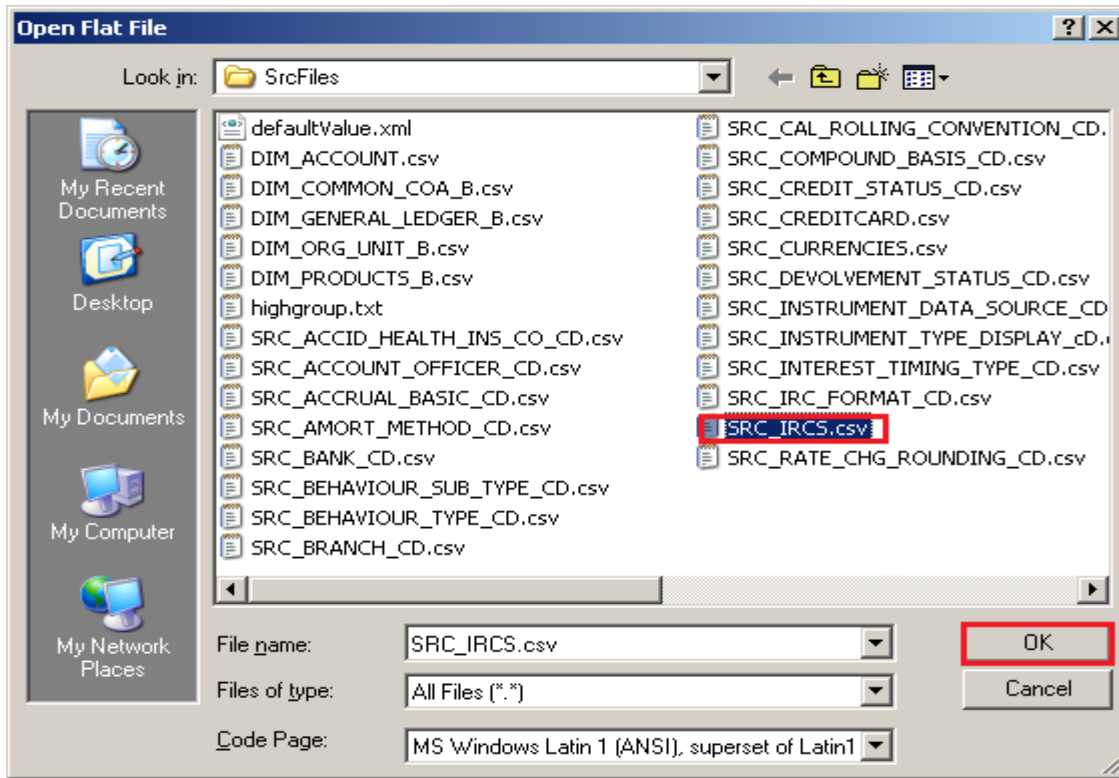 Open Flat File
Look in:
SrcFiles
My Recent
Documents
Desktop
My Documents
My Computer
My Network
Places
defaultValue.xml
DIM_ACCOUNT.csv
DIM_COMMON_COA_B.csv
DIM_GENERAL_LEDGER_B.csv
DIM_ORG_UNIT_B.csv
DIM_PRODUCTS_B.csv
highgroup.txt
SRC_ACCID_HEALTH_INS_CO_CD.csv
SRC_ACCOUNT_OFFICER_CD.csv
SRC_ACCRUAL_BASIC_CD.csv
SRC_AMORT_METHOD_CD.csv
SRC_BANK_CD.csv
SRC_BEHAVIOUR_SUB_TYPE_CD.csv
SRC_BEHAVIOUR_TYPE_CD.csv
SRC_BRANCH_CD.csv
SRC_CAL_ROLLING_CONVENTION_CD.
SRC_COMPOUND_BASIS_CD.csv
SRC_CREDIT_STATUS_CD.csv
SRC_CREDITCARD.csv
SRC_CURRENCIES.csv
SRC_DEVOLVEMENT_STATUS_CD.csv
SRC_INSTRUMENT_DATA_SOURCE_CD
SRC_INSTRUMENT_TYPE_DISPLAY_cD.
SRC_INTEREST_TIMING_TYPE_CD.csv
SRC_IRC_FORMAT_CD.csv
SRC_IRCS.csv
SRC_RATE_CHG_ROUNDING_CD.csv
File name:
SRC_IRCS.csv
OK
Files of type:
All Files (*.*)
Cancel
Code Page:
MS Windows Latin 1 (ANSI), superset of Latin1